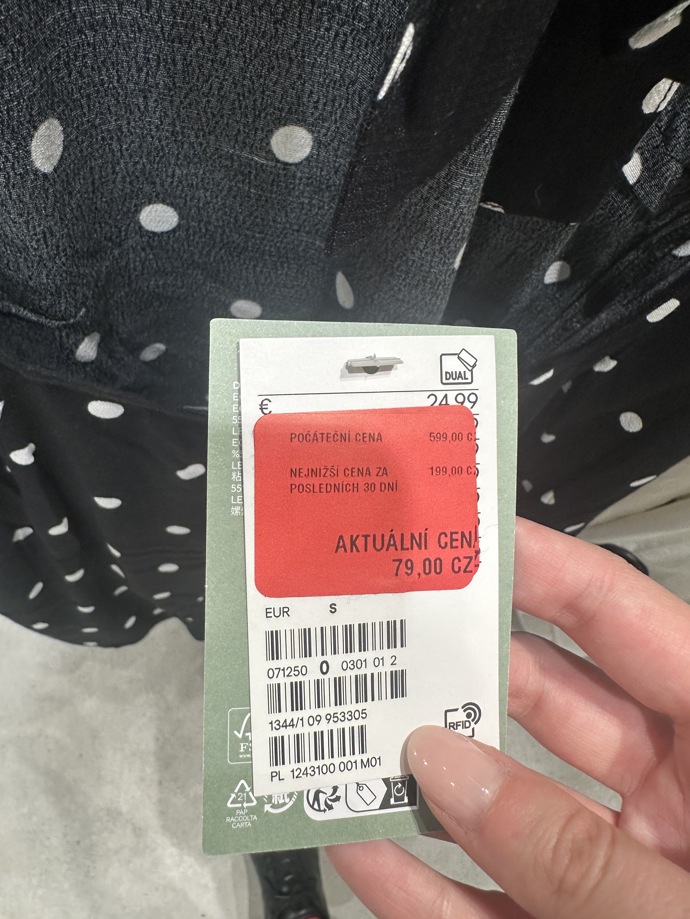 DUAL
€ 24.99
POČÁTEČNÍ CENA 599,00
NEJNIŽŠÍ CENA ZA 199,00
POSLEDNÍCH 30 DNÍ
AKTUÁLNÍ
79,00 CZ
EUR S
071250 0 0301 01 2
1344/1 09 953305
PL 1243100 001 M01
RFID
21
PAP
RACCOLTA
CARTA